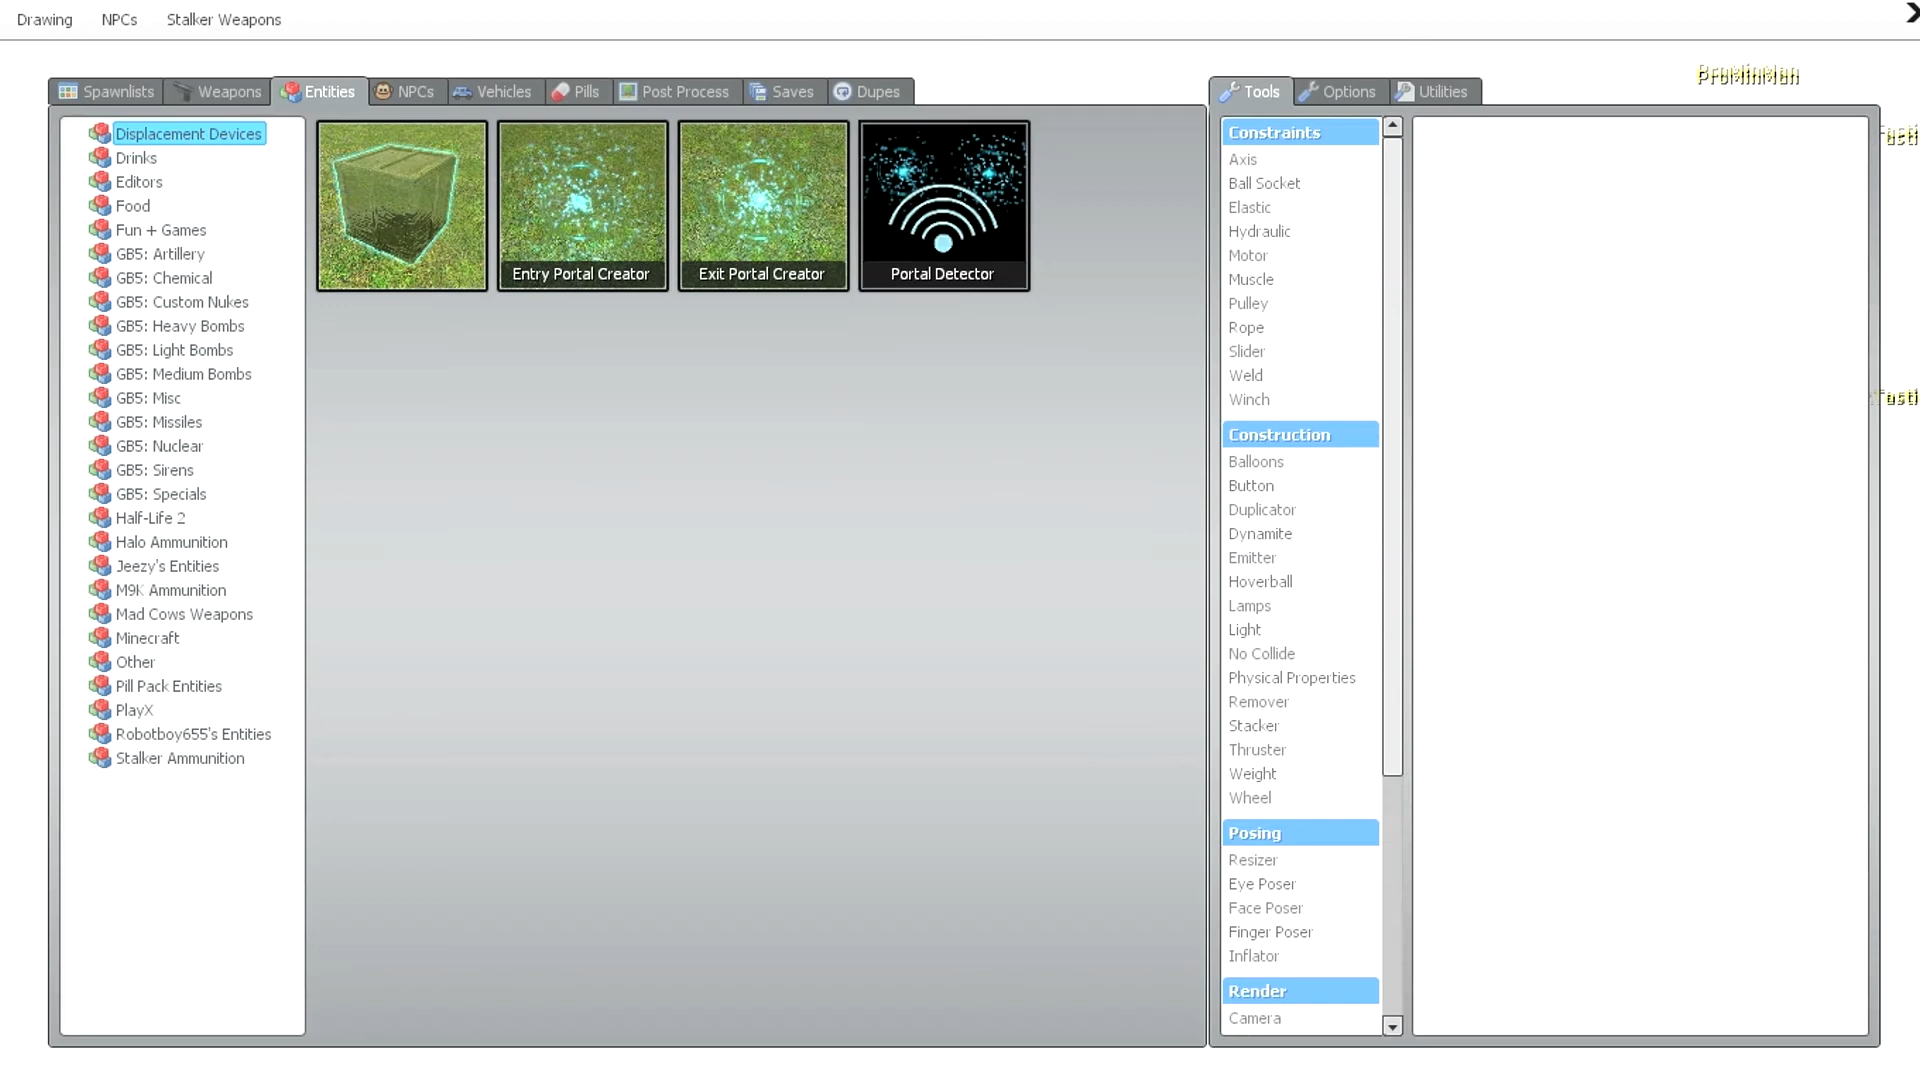 Drawing NPCs Stalker Weapons
ProMinMan
Spawnlists Weapons Entities NPCs Vehicles Pills Post Process Saves Dupes
Tools Options Utilities
Displacement Devices
Drinks
Editors
Food
Fun + Games
GB5: Artillery
GB5: Chemical
GB5: Custom Nukes
GB5: Heavy Bombs
GB5: Light Bombs
GB5: Medium Bombs
GB5: Misc
GB5: Missiles
GB5: Nuclear
GB5: Sirens
GB5: Specials
Half-Life 2
Halo Ammunition
Jeezy's Entities
M9K Ammunition
Mad Cows Weapons
Minecraft
Other
Pill Pack Entities
PlayX
Robotboy655's Entities
Stalker Ammunition
Entry Portal Creator
Exit Portal Creator
Portal Detector
Constraints
Axis
Ball Socket
Elastic
Hydraulic
Motor
Muscle
Pulley
Rope
Slider
Weld
Winch
Construction
Balloons
Button
Duplicator
Dynamite
Emitter
Hoverball
Lamps
Light
No Collide
Physical Properties
Remover
Stacker
Thruster
Weight
Wheel
Posing
Resizer
Eye Poser
Face Poser
Finger Poser
Inflator
Render
Camera